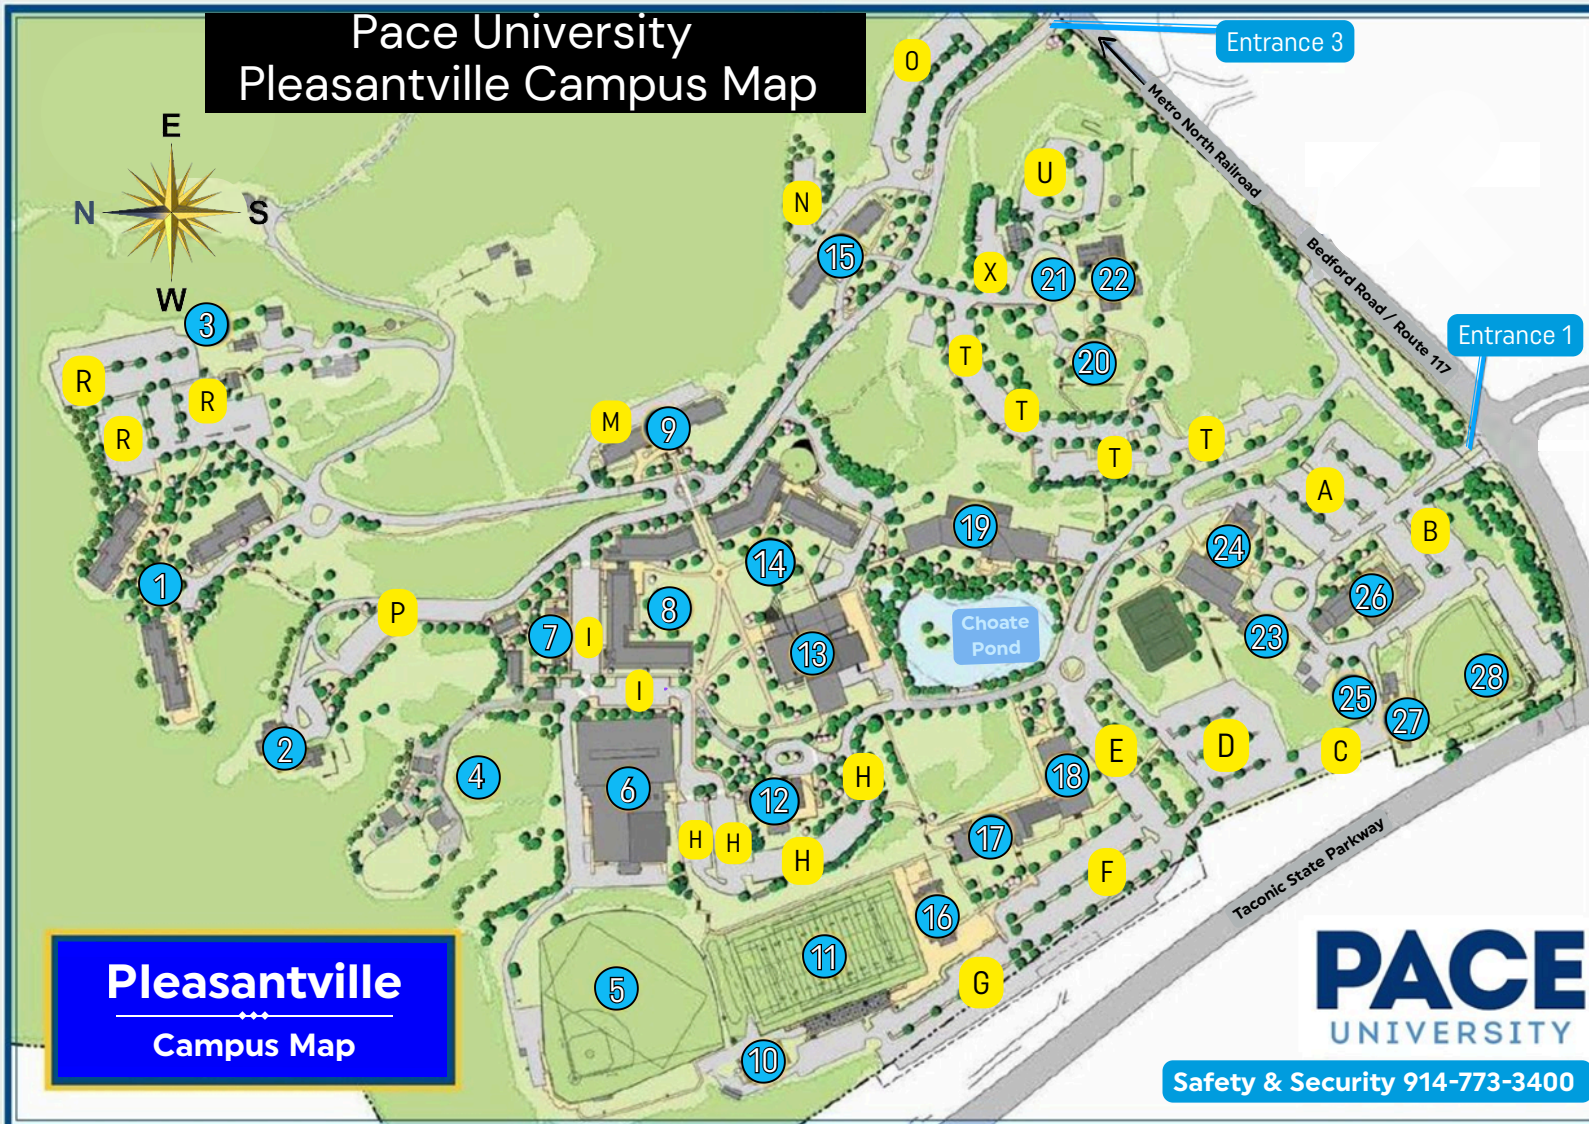 Pace University
Pleasantville Campus Map
Entrance 3
O
E
Metro North Railroad
U
N
S
N
15
X
21
22
Bedford Road / Route 117
W
3
Entrance 1
T
20
R
R
M
9
T
R
T
T
A
19
B
24
14
1
26
P
8
7
I
Choate
Pond
23
13
28
I
25
27
2
E
D
C
4
H
18
6
12
H
H
17
H
F
Taconic State Parkway
16
11
G
5
10
Pleasantville
Campus Map
PACE
UNIVERSITY
Safety & Security 914-773-3400